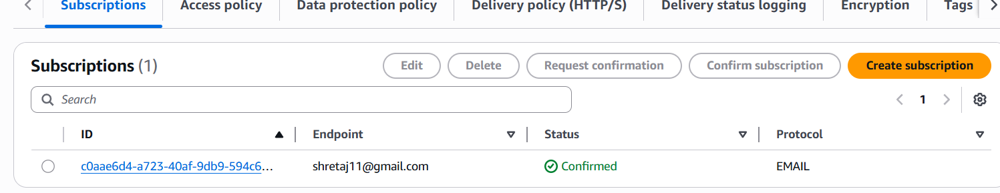 Subscriptions Access policy Data protection policy Delivery policy (HTTP/S) Delivery status logging Encryption Tags
Subscriptions (1) Edit Delete Request confirmation Confirm subscription Create subscription
Search 1
ID Endpoint Status Protocol
c0aae6d4-a723-40af-9db9-594c6... shretaj11@gmail.com Confirmed EMAIL